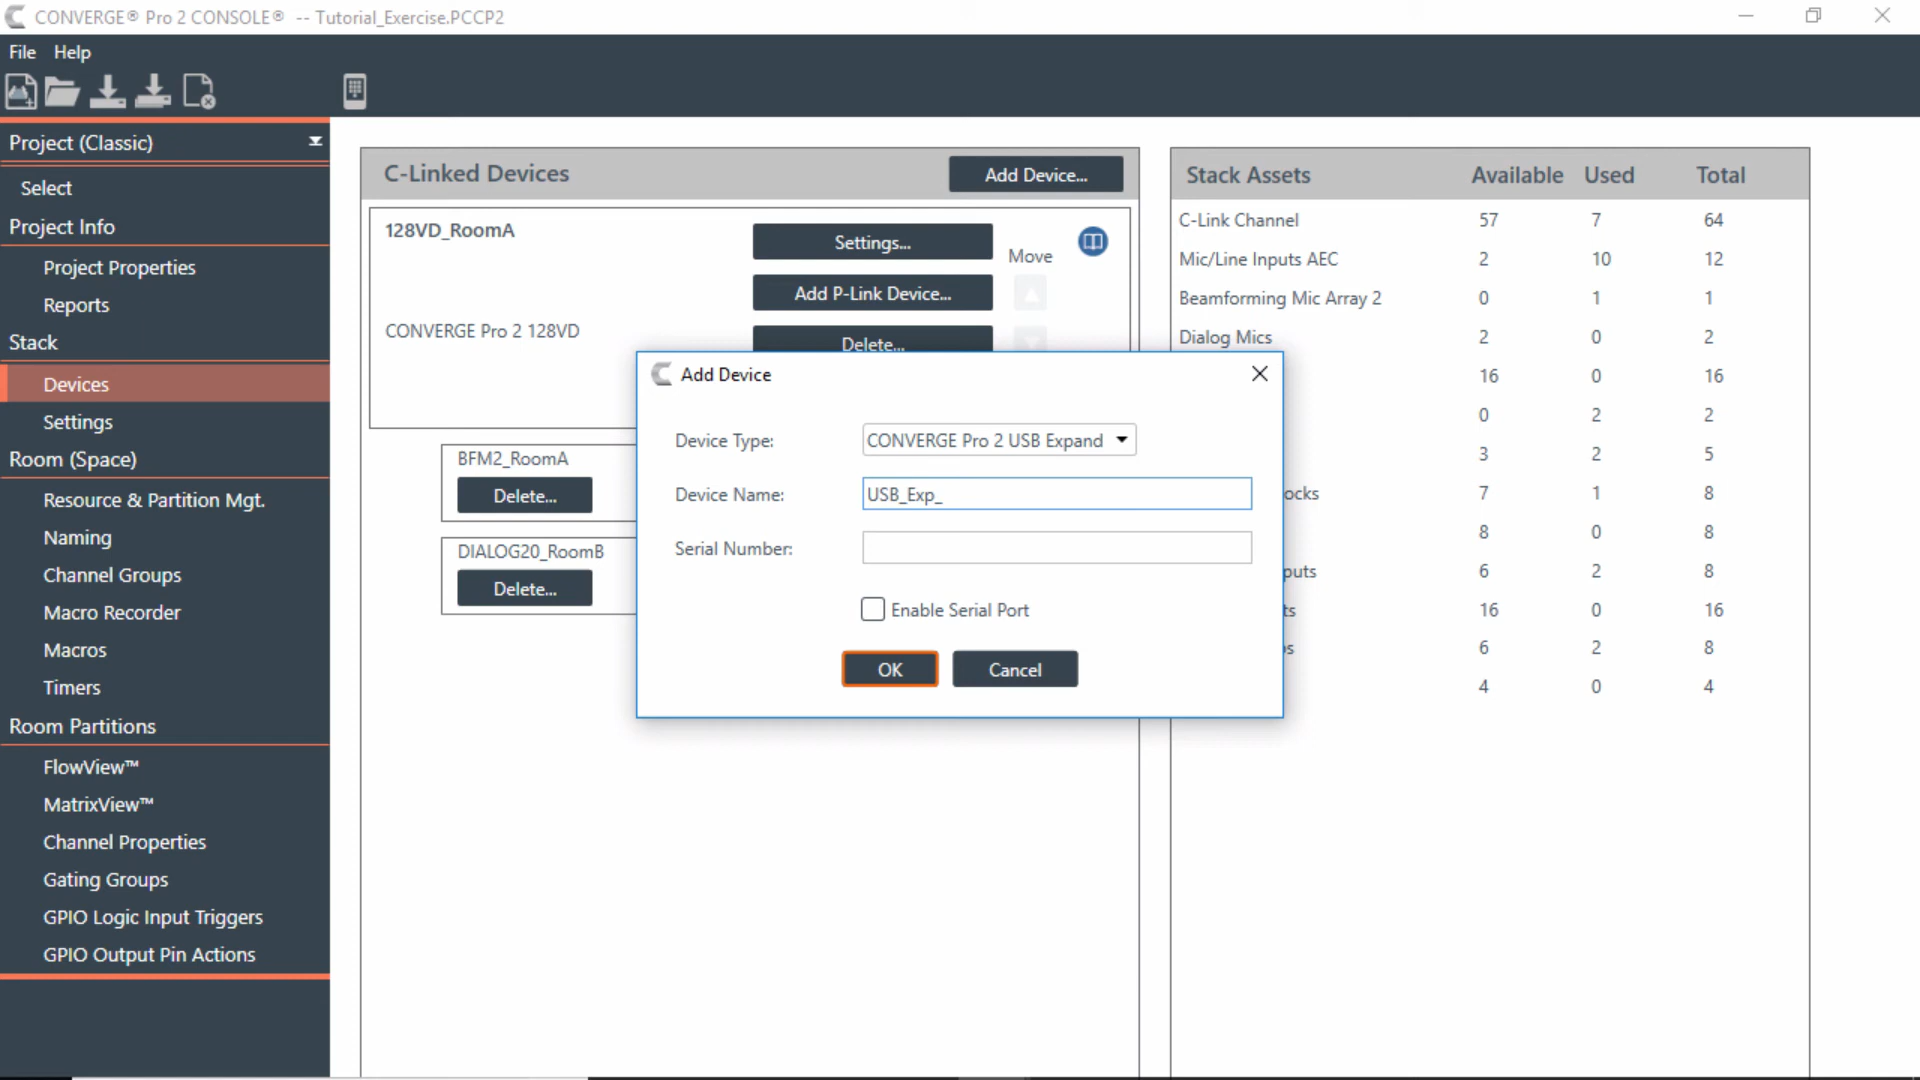 CONVERGE® Pro 2 CONSOLE® -- Tutorial_Exercise.PCCP2
File Help
Project (Classic)
Select
Project Info
Project Properties
Reports
Stack
Devices
Settings
Room (Space)
Resource & Partition Mgt.
Naming
Channel Groups
Macro Recorder
Macros
Timers
Room Partitions
FlowView™
MatrixView™
Channel Properties
Gating Groups
GPIO Logic Input Triggers
GPIO Output Pin Actions
C-Linked Devices Add Device...
128VD_RoomA
Settings...
Move
Add P-Link Device...
CONVERGE Pro 2 128VD
Delete...
BFM2_RoomA
Delete...
DIALOG20_RoomB
Delete...
Add Device
Device Type: CONVERGE Pro 2 USB Expand
Device Name: USB_Exp_
Serial Number:
Enable Serial Port
OK Cancel
Stack Assets Available Used Total
C-Link Channel 57 7 64
Mic/Line Inputs AEC 2 10 12
Beamforming Mic Array 2 0 1 1
Dialog Mics 2 0 2
16 0 16
0 2 2
3 2 5
ocks 7 1 8
8 0 8
puts 6 2 8
ts 16 0 16
s 6 2 8
4 0 4